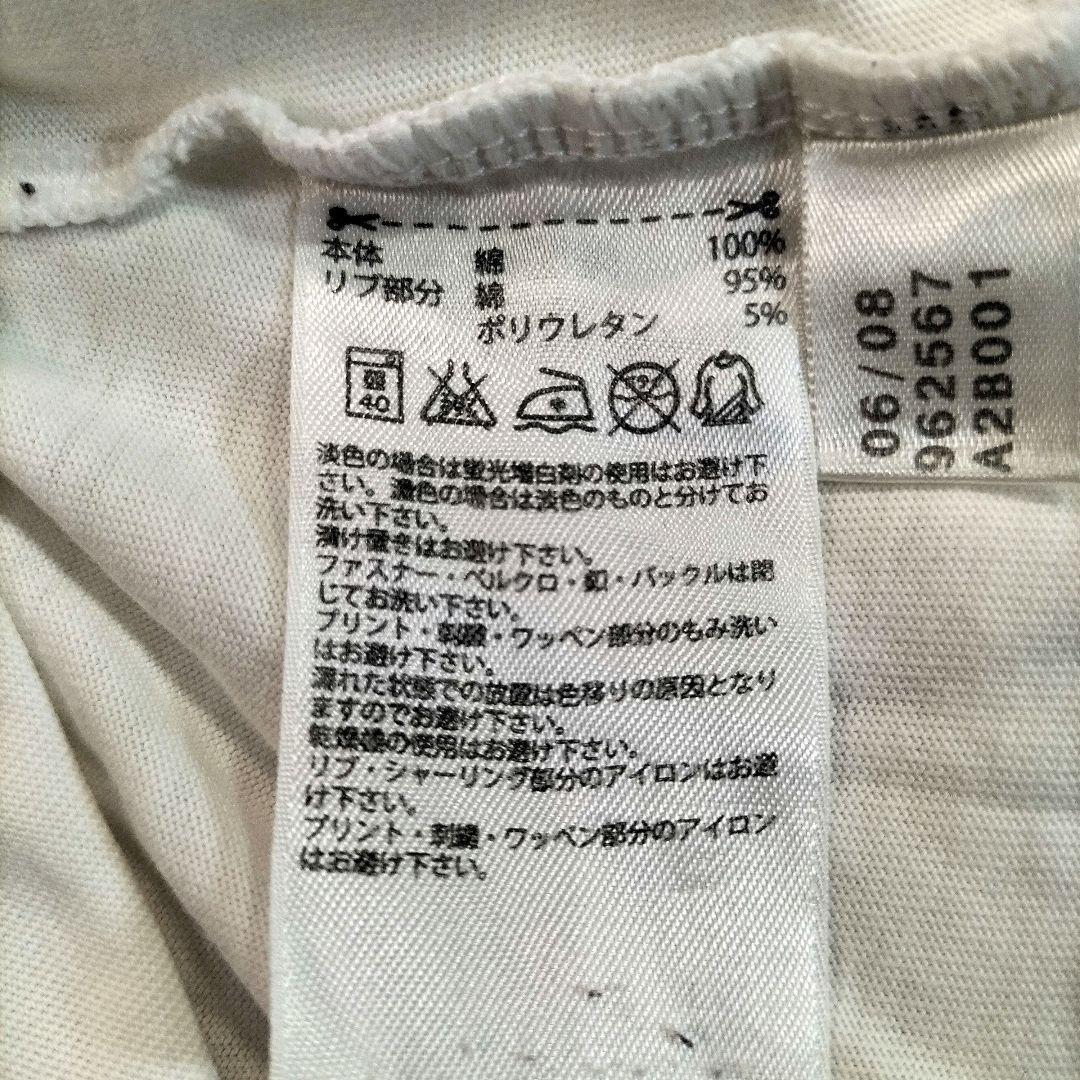 本体 綿 100%
リブ部分 綿 95%
ポリウレタン 5%
40
淡色の場合は蛍光増白剤の使用はお避け下
さい。濃色の場合は淡色のものと分けてお
洗い下さい。
漬け置きはお避け下さい。
ファスナー・ベルクロ・釦・バックルは閉
じてお洗い下さい。
プリント・刺繍・ワッペン部分のもみ洗い
はお避け下さい。
濡れた状態での放置は色移りの原因となり
ますのでお避け下さい。
乾燥機の使用はお避け下さい。
リブ・シャーリング部分のアイロンはお避
け下さい。
プリント・刺繍・ワッペン部分のアイロン
はお避け下さい。
06/08
962567
A2B001